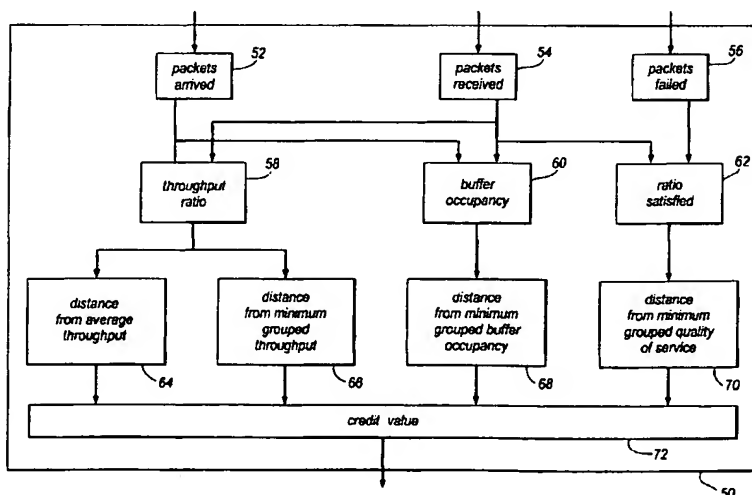 52
54
56
packets
arrived
packets
received
packets
failed
58
60
62
throughput
ratio
buffer
occupancy
ratio
satisfied
distance
from average
throughput
distance
from minimum
grouped
throughput
distance
from minimum
grouped buffer
occupancy
distance
from minimum
grouped quality
of service
64
66
68
70
credit value
72
50